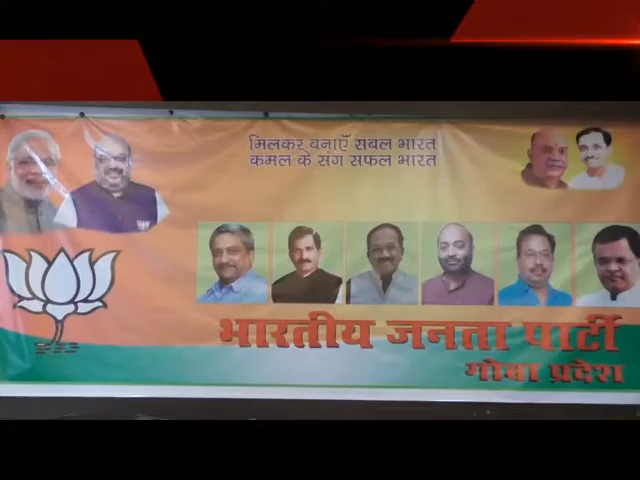 मिलकर बनाएँ सबल भारत
कमल के संग सफल भारत
भारतीय जनता पार्टी
गोवा प्रदेश